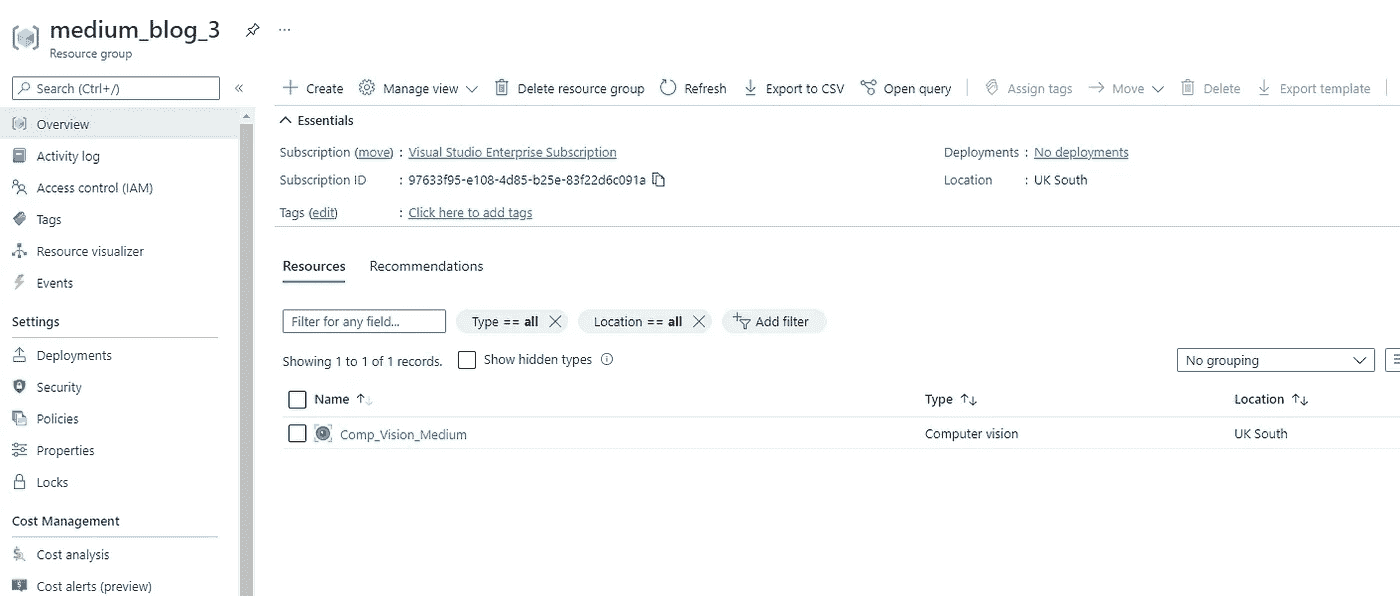 medium_blog_3 ...
Resource group
Search (Ctrl+/) «
Overview
Activity log
Access control (IAM)
Tags
Resource visualizer
Events
Settings
Deployments
Security
Policies
Properties
Locks
Cost Management
Cost analysis
Cost alerts (preview)
Create Manage view Delete resource group Refresh Export to CSV Open query Assign tags Move Delete Export template
Essentials
Subscription (move) : Visual Studio Enterprise Subscription Deployments : No deployments
Subscription ID : 97633f95-e108-4d85-b25e-83f22d6c091a Location : UK South
Tags (edit) : Click here to add tags
Resources Recommendations
Filter for any field... Type == all Location == all Add filter
Showing 1 to 1 of 1 records. Show hidden types No grouping
Name Type Location
Comp_Vision_Medium Computer vision UK South